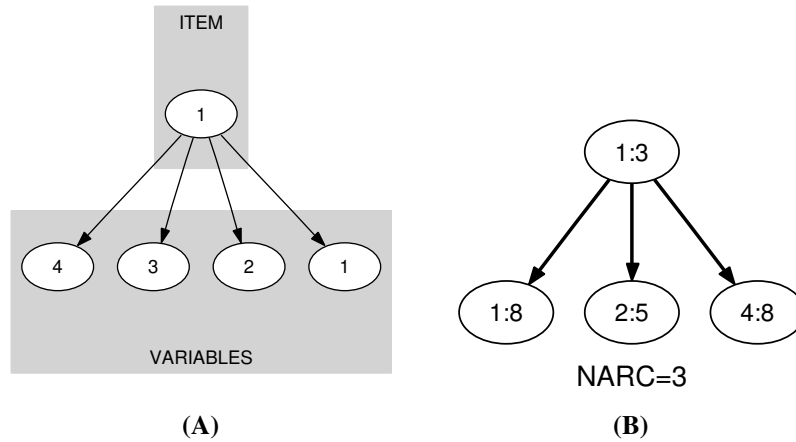 ITEM
1
4 3 2 1
VARIABLES
(A)
1:3
1:8 2:5 4:8
NARC=3
(B)